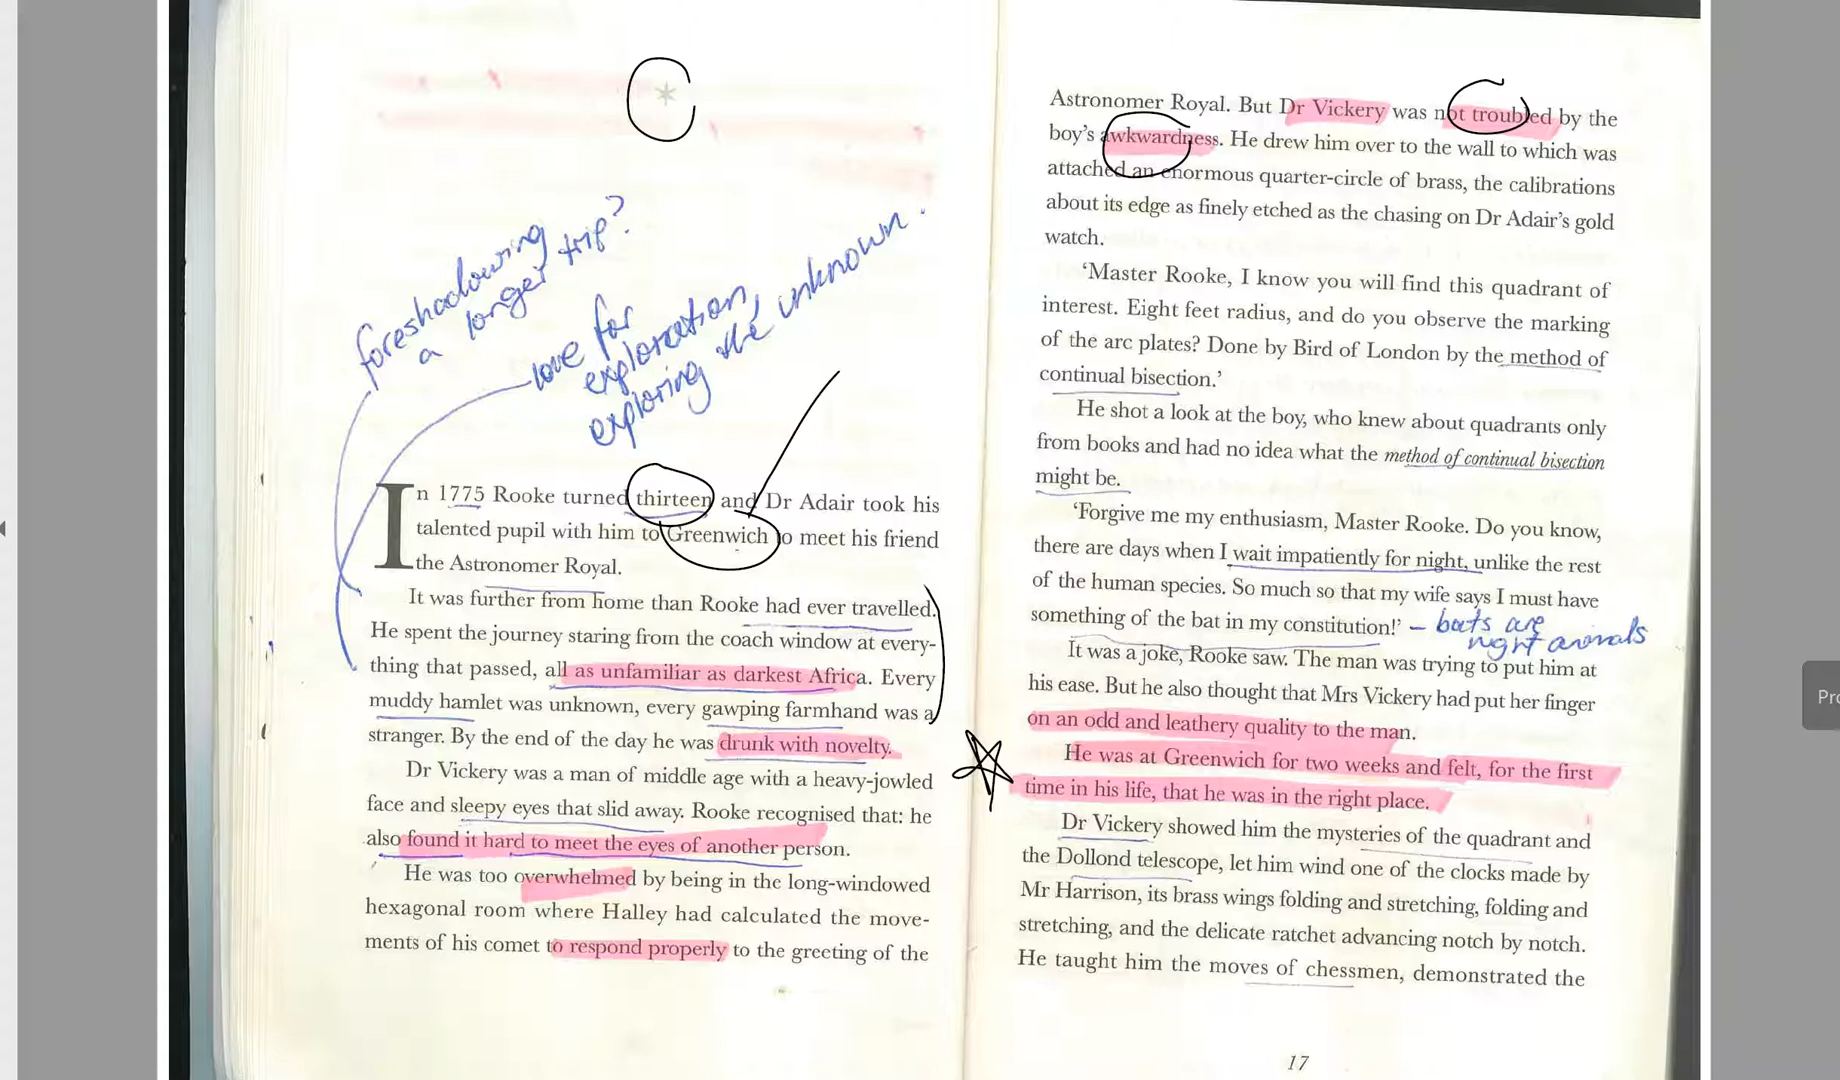 *
foreshadowing
a longer trip?
love for
exploration,
exploring the unknown.
In 1775 Rooke turned thirteen and Dr Adair took his
talented pupil with him to Greenwich to meet his friend
the Astronomer Royal.
It was further from home than Rooke had ever travelled.
He spent the journey staring from the coach window at every-
thing that passed, all as unfamiliar as darkest Africa. Every
muddy hamlet was unknown, every gawping farmhand was a
stranger. By the end of the day he was drunk with novelty.
Dr Vickery was a man of middle age with a heavy-jowled
face and sleepy eyes that slid away. Rooke recognised that: he
also found it hard to meet the eyes of another person.
He was too overwhelmed by being in the long-windowed
hexagonal room where Halley had calculated the move-
ments of his comet to respond properly to the greeting of the
Astronomer Royal. But Dr Vickery was not troubled by the
boy's awkwardness. He drew him over to the wall to which was
attached an enormous quarter-circle of brass, the calibrations
about its edge as finely etched as the chasing on Dr Adair's gold
watch.
'Master Rooke, I know you will find this quadrant of
interest. Eight feet radius, and do you observe the marking
of the arc plates? Done by Bird of London by the method of
continual bisection.'
He shot a look at the boy, who knew about quadrants only
from books and had no idea what the method of continual bisection
might be.
'Forgive me my enthusiasm, Master Rooke. Do you know,
there are days when I wait impatiently for night, unlike the rest
of the human species. So much so that my wife says I must have
something of the bat in my constitution!' – bats are
night animals
It was a joke, Rooke saw. The man was trying to put him at
his ease. But he also thought that Mrs Vickery had put her finger
on an odd and leathery quality to the man.
He was at Greenwich for two weeks and felt, for the first
time in his life, that he was in the right place.
Dr Vickery showed him the mysteries of the quadrant and
the Dollond telescope, let him wind one of the clocks made by
Mr Harrison, its brass wings folding and stretching, folding and
stretching, and the delicate ratchet advancing notch by notch.
He taught him the moves of chessmen, demonstrated the
17
Pro